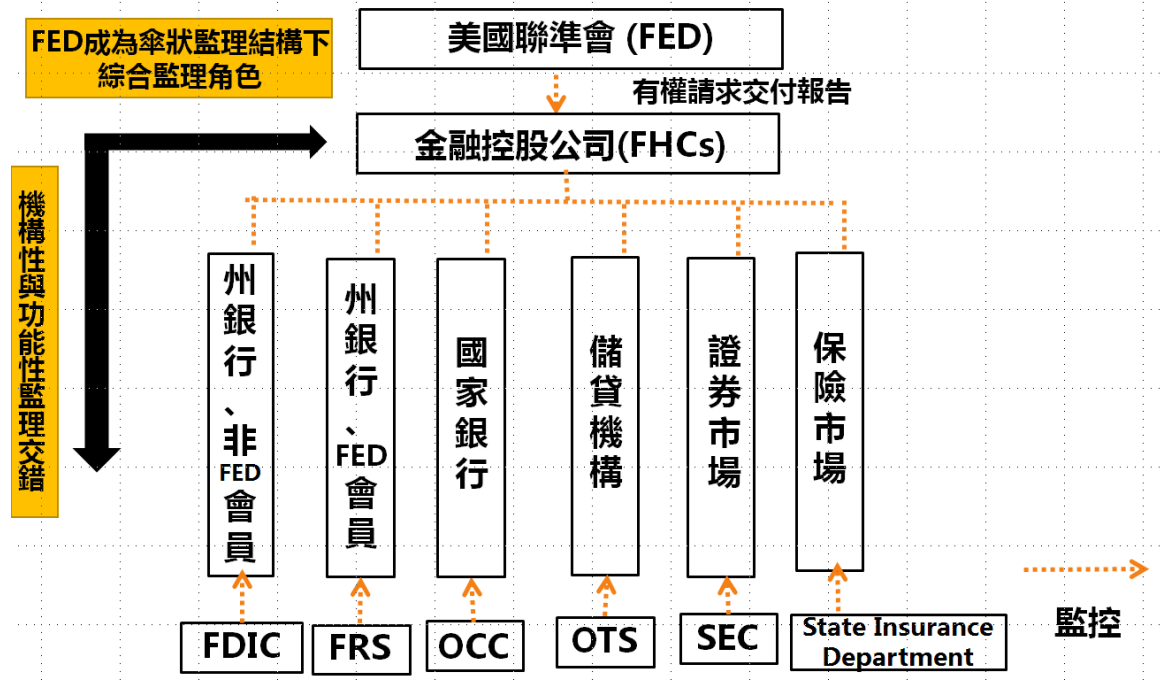 FED成為傘狀監理結構下
綜合監理角色
美國聯準會 (FED)
有權請求交付報告
金融控股公司(FHCs)
機構性與功能性監理交錯
州銀行、非FED會員
州銀行、FED會員
國家銀行
儲貸機構
證券市場
保險市場
FDIC
FRS
OCC
OTS
SEC
State Insurance
Department
監控